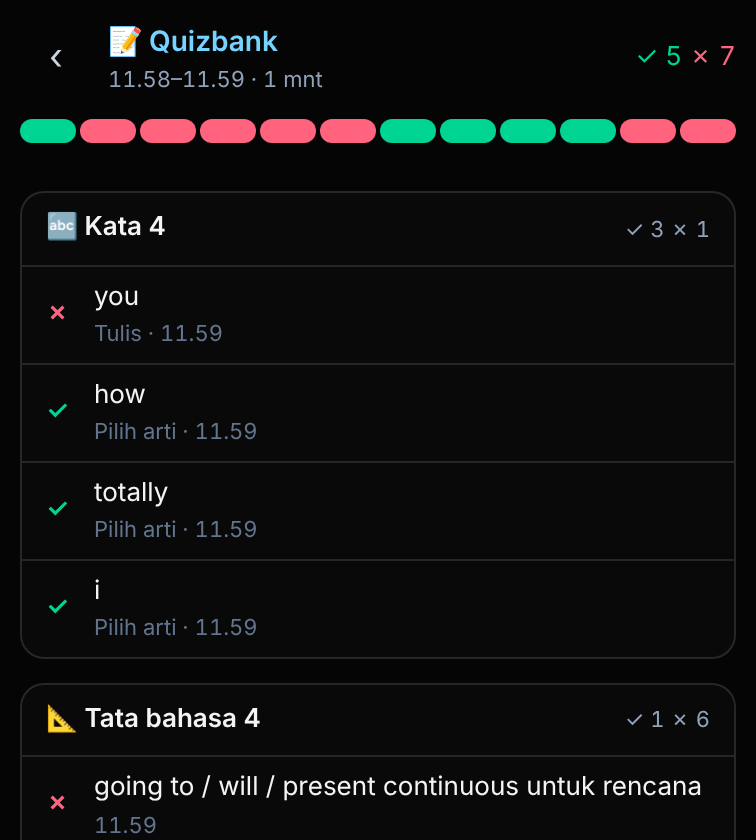 Quizbank
11.58–11.59 · 1 mnt
✓ 5 × 7
abc Kata 4
✓ 3 × 1
× you
Tulis · 11.59
✓ how
Pilih arti · 11.59
✓ totally
Pilih arti · 11.59
✓ i
Pilih arti · 11.59
Tata bahasa 4
✓ 1 × 6
× going to / will / present continuous untuk rencana
11.59